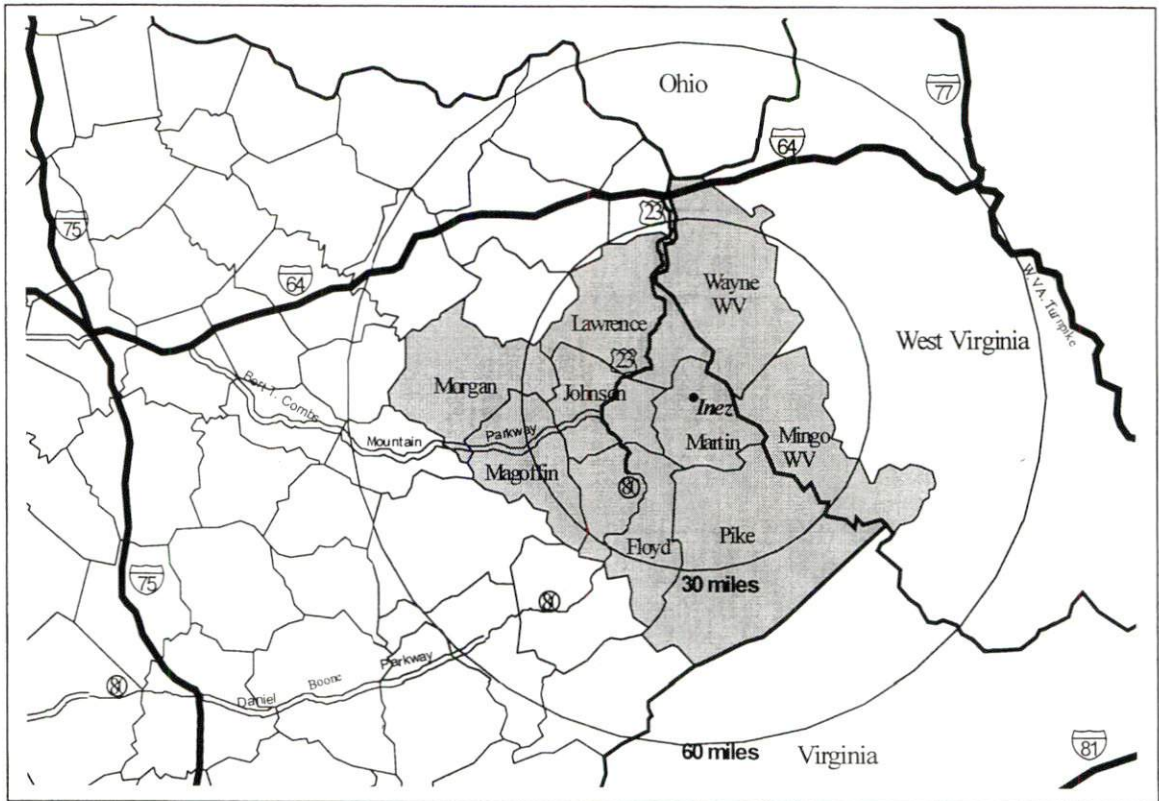 Ohio
77
64
23
75
64
Wayne
WV
W.VA. Turnpike
Lawrence
West Virginia
23
Bert T. Combs
Morgan
Johnson
Inez
Mountain
Parkway
Martin
Mingo
WV
Magoffin
80
Floyd
Pike
75
30 miles
80
Parkway
Boone
80
Daniel
60 miles
Virginia
81